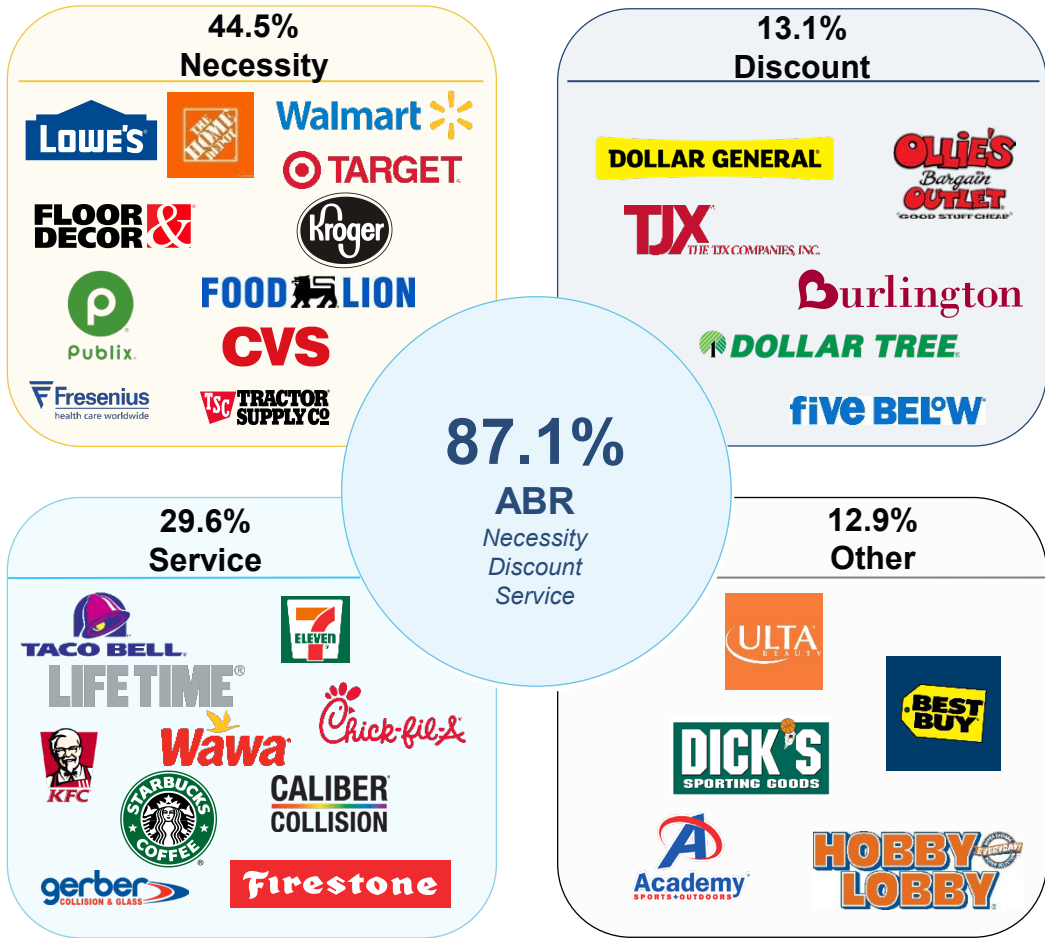 44.5%
Necessity
LOWE'S
THE
HOME
DEPOT
Walmart
TARGET
FLOOR &
DECOR
Kroger
Publix
FOOD LION
CVS
Fresenius
health care worldwide
TSC TRACTOR
SUPPLY CO
13.1%
Discount
DOLLAR GENERAL
OLLIE'S
Bargain
OUTLET
"GOOD STUFF CHEAP"
TJX
THE TJX COMPANIES, INC.
Burlington
DOLLAR TREE
fiVe BELOW
87.1%
ABR
Necessity
Discount
Service
29.6%
Service
TACO BELL
7
ELEVEN
LIFE TIME®
Chick-fil-A
Wawa
KFC
STARBUCKS
COFFEE
CALIBER
COLLISION
gerber
COLLISION & GLASS
Firestone
12.9%
Other
ULTA
BEAUTY
BEST
BUY
DICK'S
SPORTING GOODS
A
Academy
SPORTS+OUTDOORS
HOBBY
LOBBY
EVERYDAY!